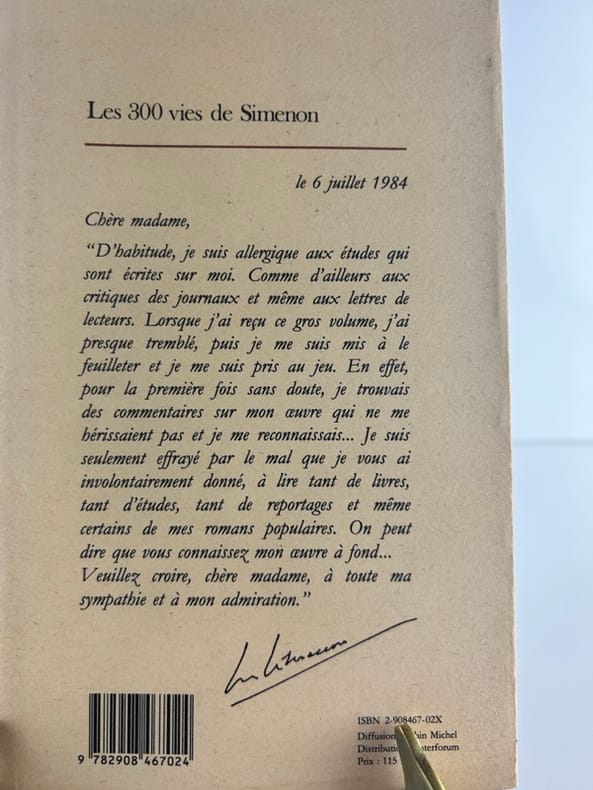 Les 300 vies de Simenon
le 6 juillet 1984
Chère madame,
“D’habitude, je suis allergique aux études qui
sont écrites sur moi. Comme d’ailleurs aux
critiques des journaux et même aux lettres de
lecteurs. Lorsque j’ai reçu ce gros volume, j’ai
presque tremblé, puis je me suis mis à le
feuilleter et je me suis pris au jeu. En effet,
pour la première fois sans doute, je trouvais
des commentaires sur mon œuvre qui ne me
hérissaient pas et je me reconnaissais... Je suis
seulement effrayé par le mal que je vous ai
involontairement donné, à lire tant de livres,
tant d’études, tant de reportages et même
certains de mes romans populaires. On peut
dire que vous connaissez mon œuvre à fond...
Veuillez croire, chère madame, à toute ma
sympathie et à mon admiration.”
9 782908 467024
ISBN 2-908467-02X
Diffusion Michel
Interforum
Prix : 115